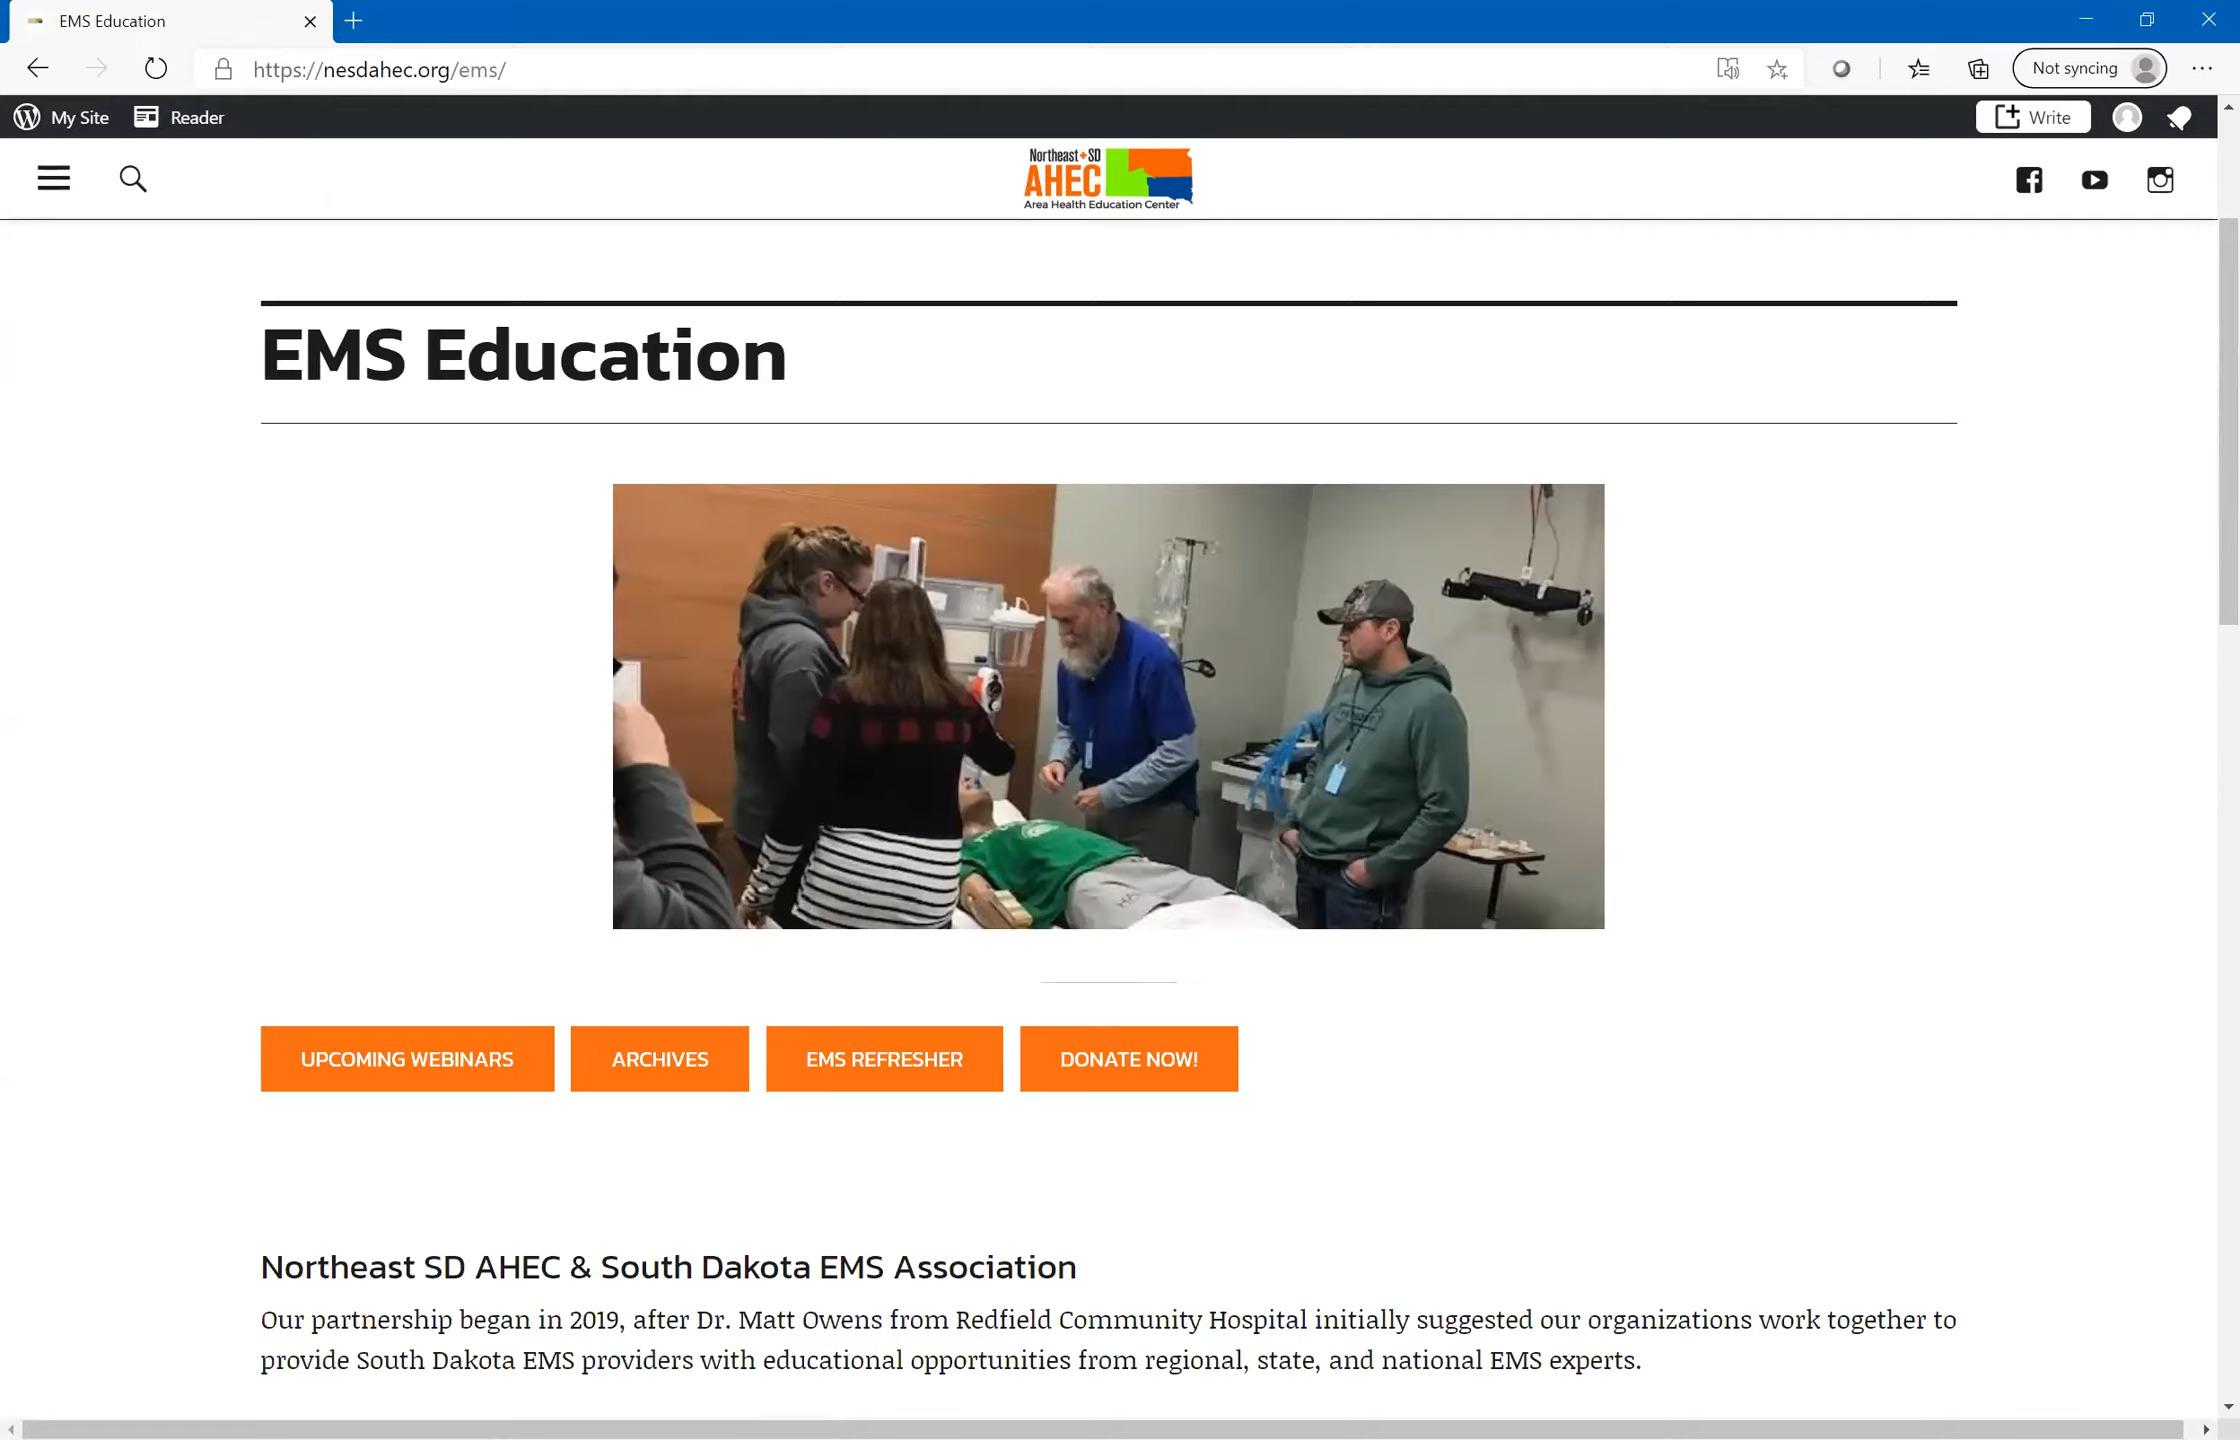 EMS Education
https://nesdahec.org/ems/
Not syncing
My Site
Reader
Write
Northeast SD
AHEC
Area Health Education Center
EMS Education
UPCOMING WEBINARS
ARCHIVES
EMS REFRESHER
DONATE NOW!
Northeast SD AHEC & South Dakota EMS Association
Our partnership began in 2019, after Dr. Matt Owens from Redfield Community Hospital initially suggested our organizations work together to
provide South Dakota EMS providers with educational opportunities from regional, state, and national EMS experts.